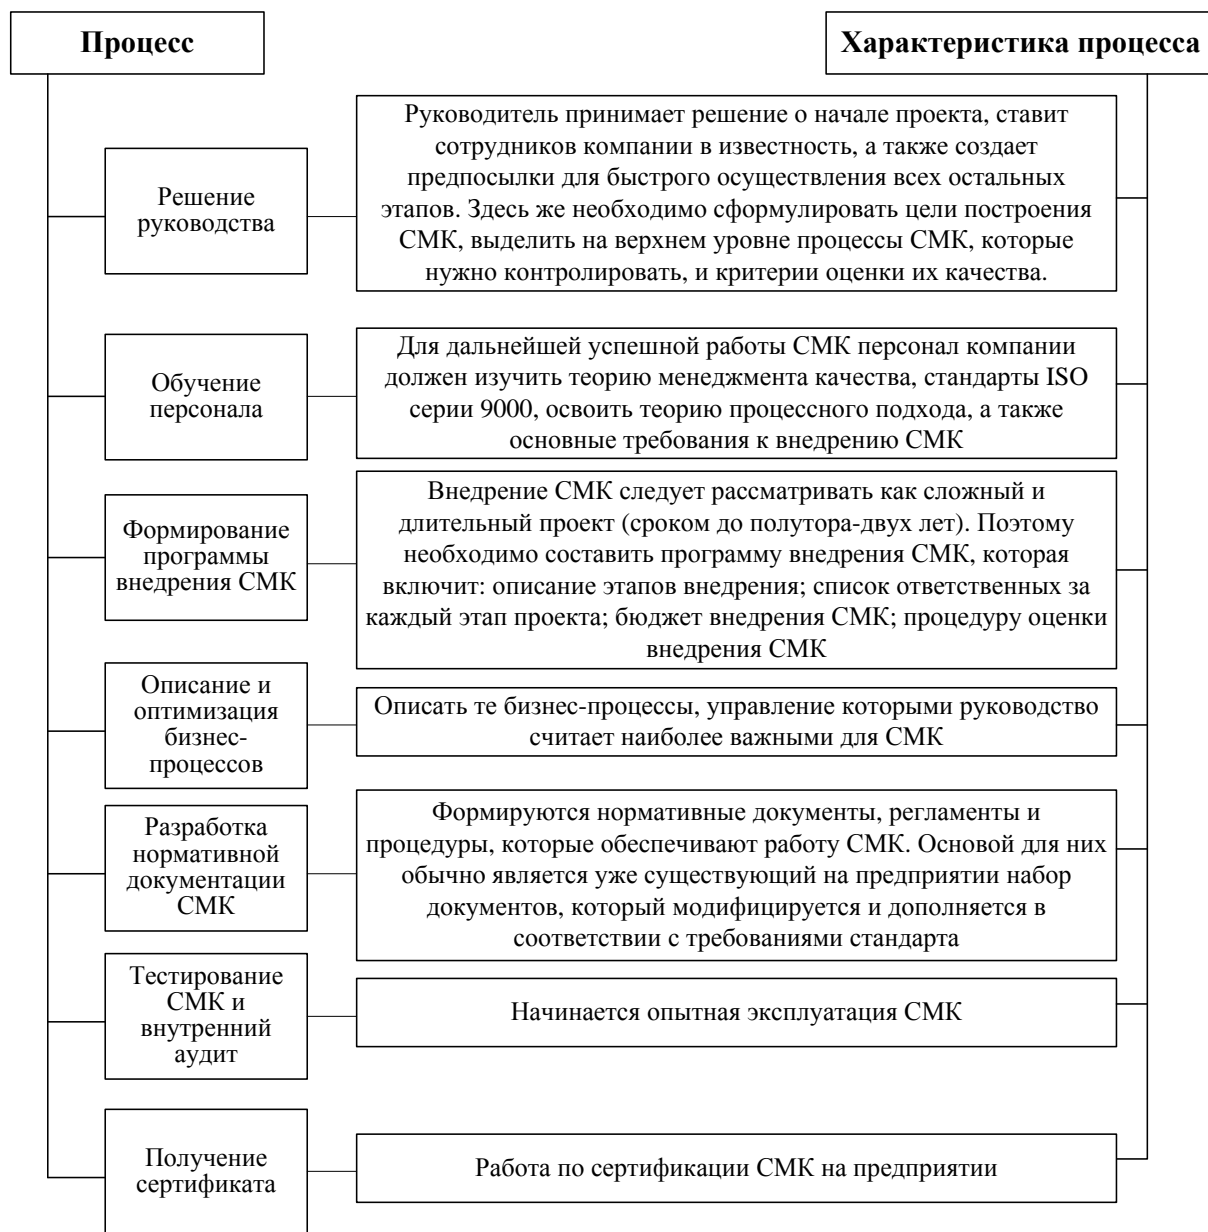 Процесс
Характеристика процесса
Решение
руководства
Руководитель принимает решение о начале проекта, ставит
сотрудников компании в известность, а также создает
предпосылки для быстрого осуществления всех остальных
этапов. Здесь же необходимо сформулировать цели построения
СМК, выделить на верхнем уровне процессы СМК, которые
нужно контролировать, и критерии оценки их качества.
Обучение
персонала
Для дальнейшей успешной работы СМК персонал компании
должен изучить теорию менеджмента качества, стандарты ISO
серии 9000, освоить теорию процессного подхода, а также
основные требования к внедрению СМК
Формирование
программы
внедрения СМК
Внедрение СМК следует рассматривать как сложный и
длительный проект (сроком до полутора-двух лет). Поэтому
необходимо составить программу внедрения СМК, которая
включит: описание этапов внедрения; список ответственных за
каждый этап проекта; бюджет внедрения СМК; процедуру оценки
внедрения СМК
Описание и
оптимизация
бизнес-
процессов
Описать те бизнес-процессы, управление которыми руководство
считает наиболее важными для СМК
Разработка
нормативной
документации
СМК
Формируются нормативные документы, регламенты и
процедуры, которые обеспечивают работу СМК. Основой для них
обычно является уже существующий на предприятии набор
документов, который модифицируется и дополняется в
соответствии с требованиями стандарта
Тестирование
СМК и
внутренний
аудит
Начинается опытная эксплуатация СМК
Получение
сертификата
Работа по сертификации СМК на предприятии